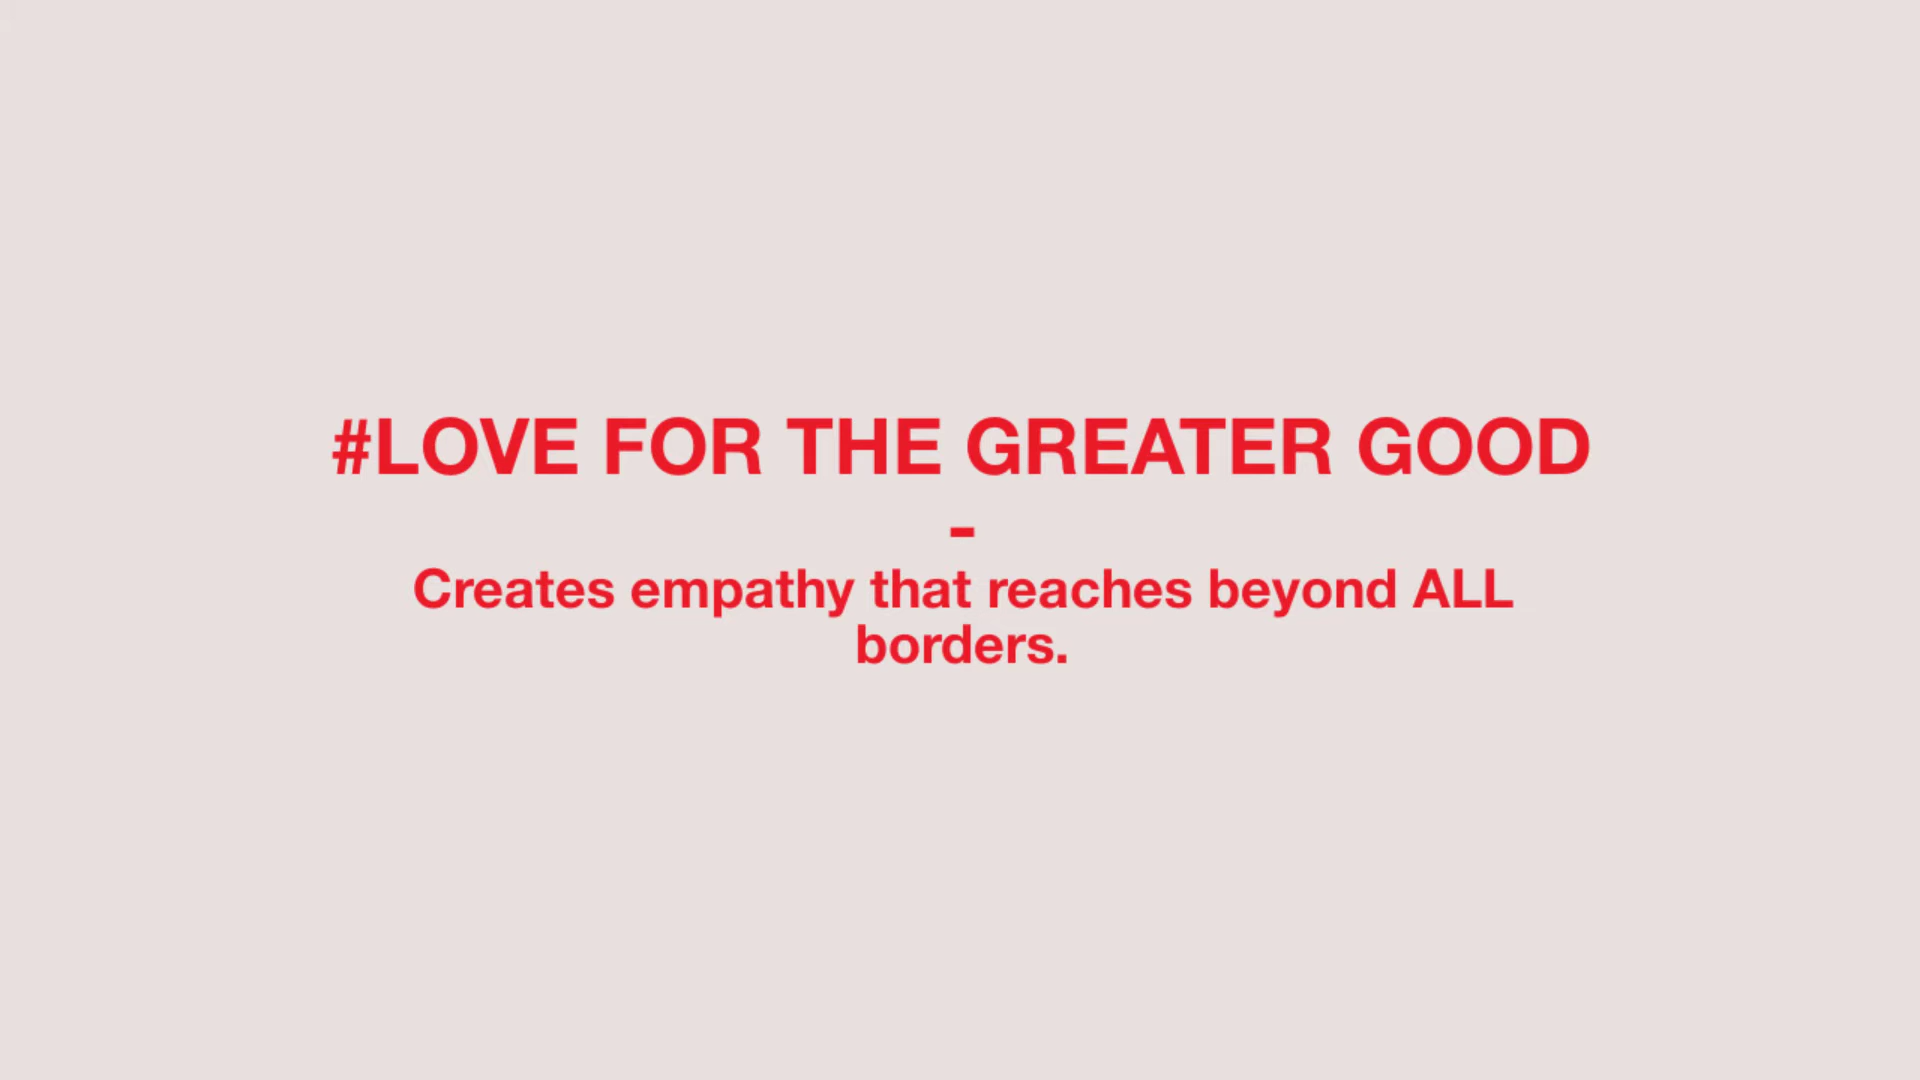 #LOVE FOR THE GREATER GOOD
-
Creates empathy that reaches beyond ALL
borders.